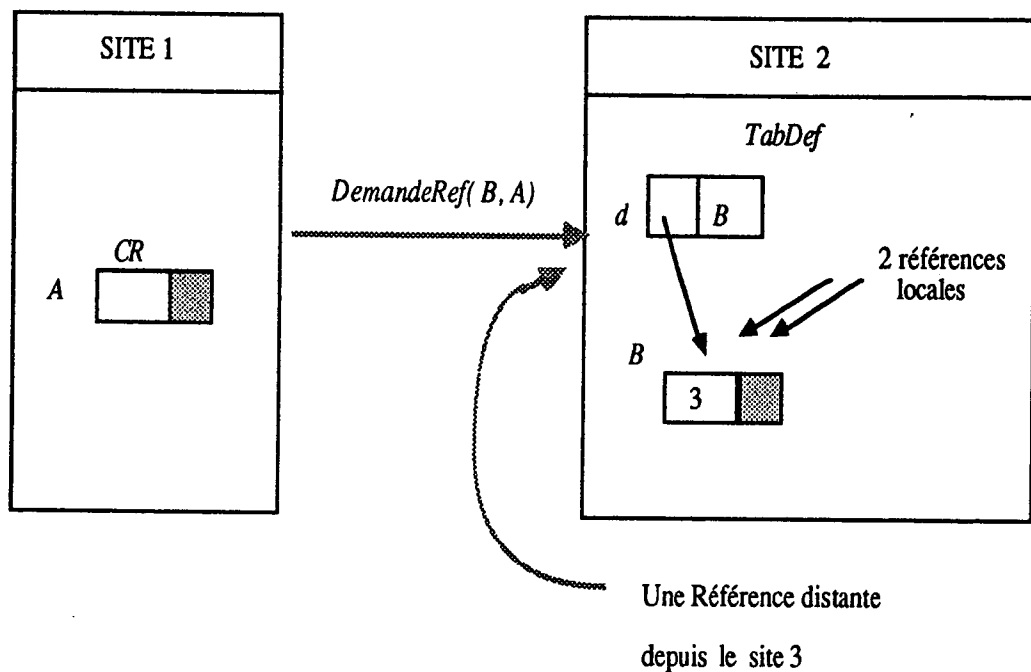 SITE 1
SITE 2
TabDef
DemandeRef( B, A)
d
B
CR
A
2 références
locales
B
3
Une Référence distante
depuis le site 3